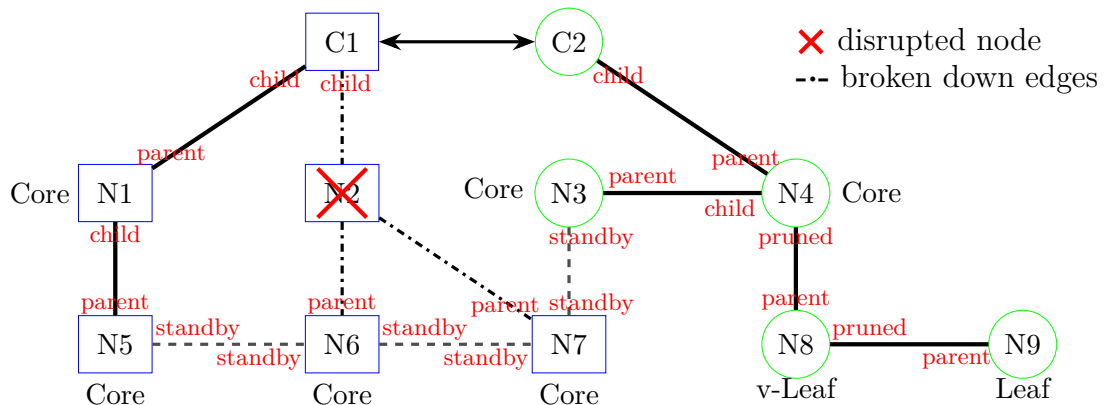 C1
C2
disrupted node
child
child
child
broken down edges
parent
parent
Core
N1
N2
Core
N3
parent
child
N4
Core
child
standby
pruned
parent
standby
parent
parent
standby
standby
parent
standby
standby
pruned
parent
N5
N6
N7
N8
N9
Core
Core
Core
v-Leaf
Leaf